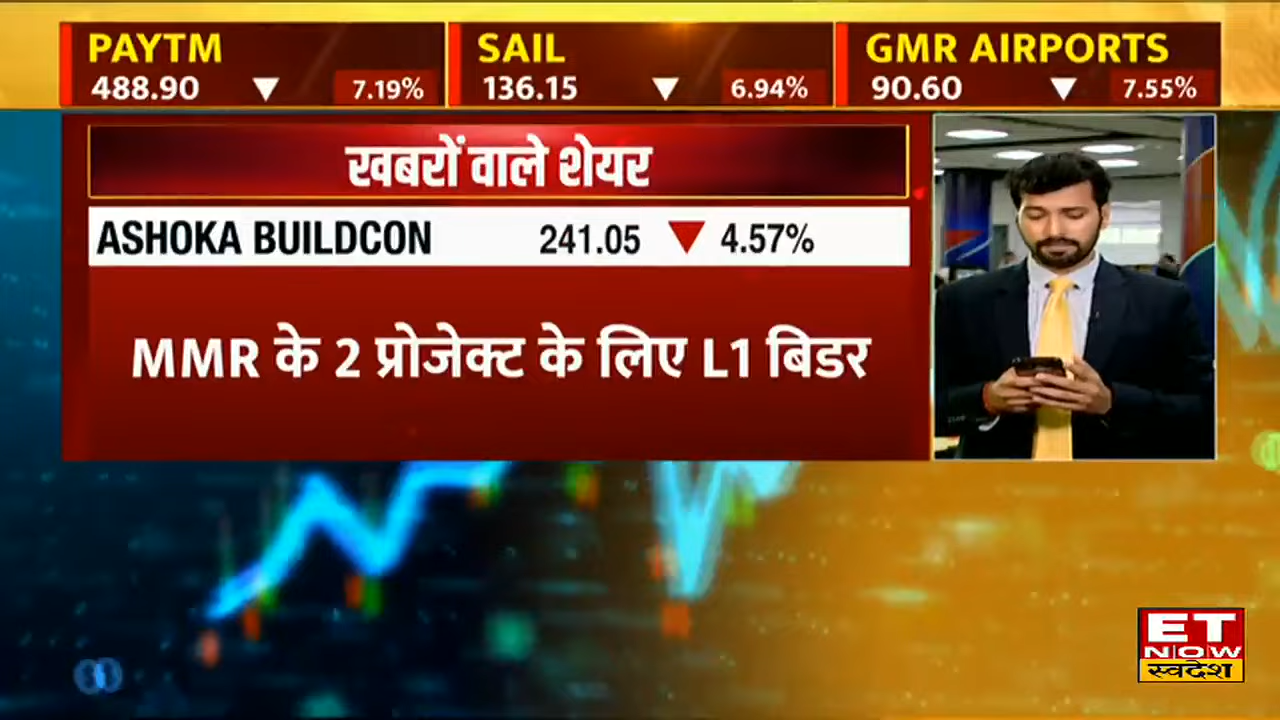 PAYTM
488.90 ▼ 7.19%
SAIL
136.15 ▼ 6.94%
GMR AIRPORTS
90.60 ▼ 7.55%
खबरों वाले शेयर
ASHOKA BUILDCON 241.05 ▼ 4.57%
MMR के 2 प्रोजेक्ट के लिए L1 बिडर
ET
NOW
स्वदेश